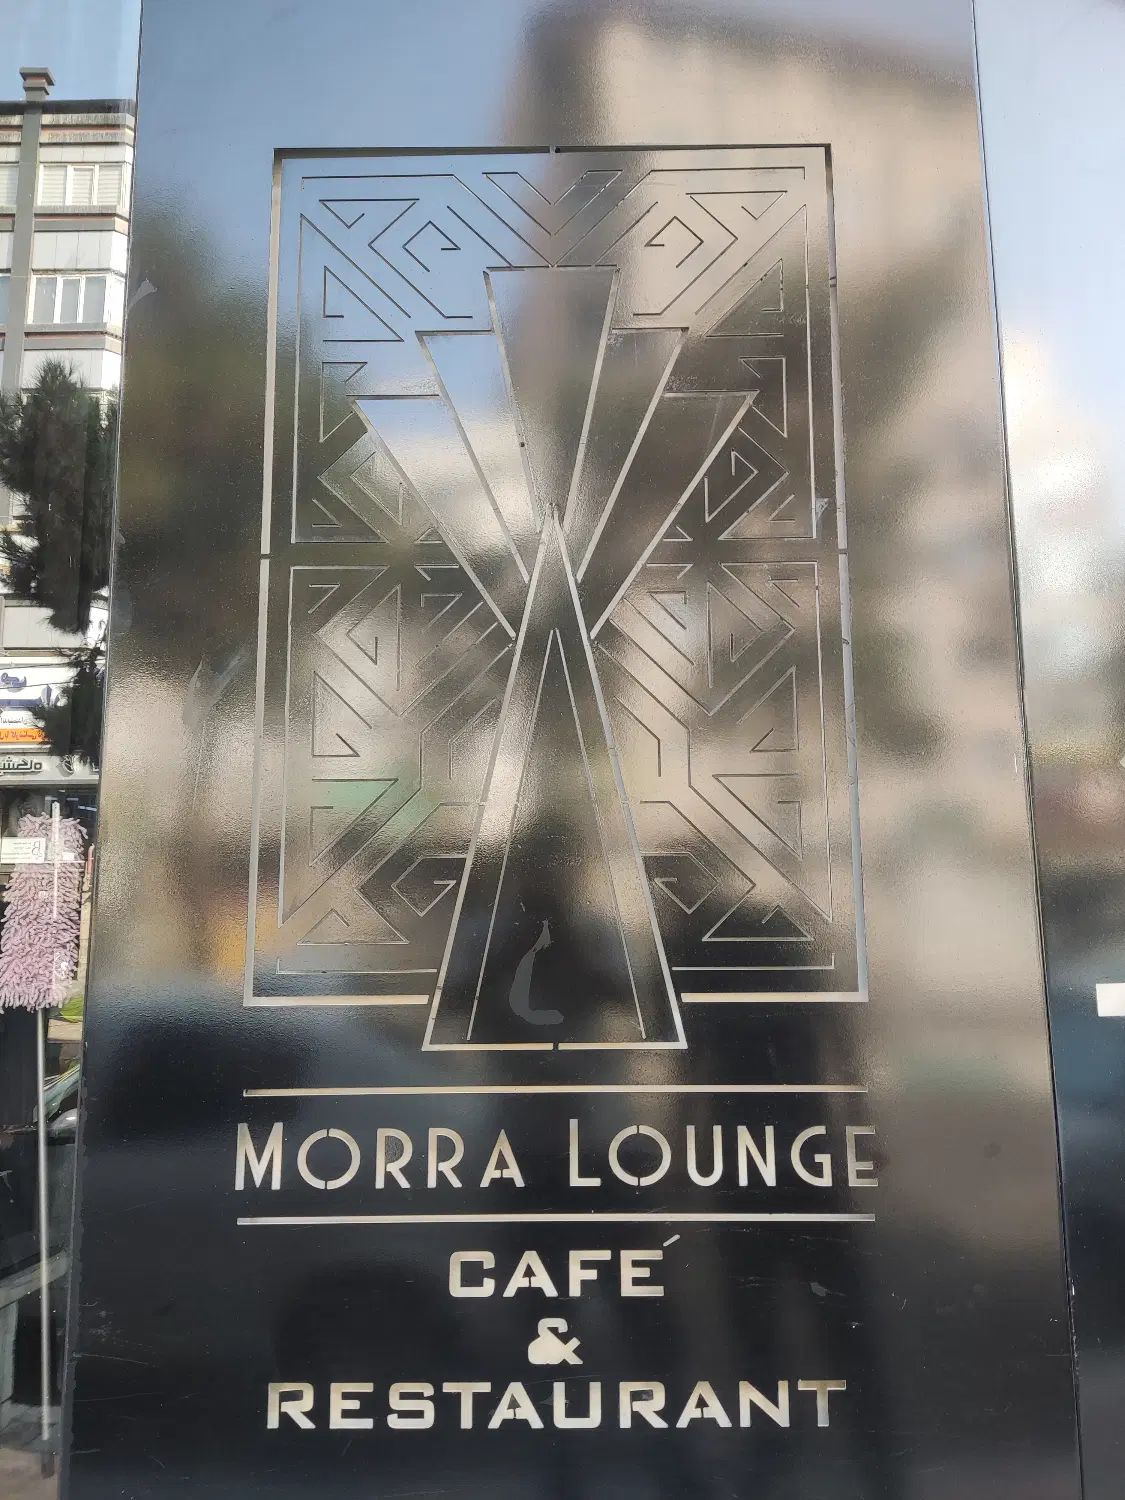 MORRA LOUNGE
CAFÉ
&
RESTAURANT